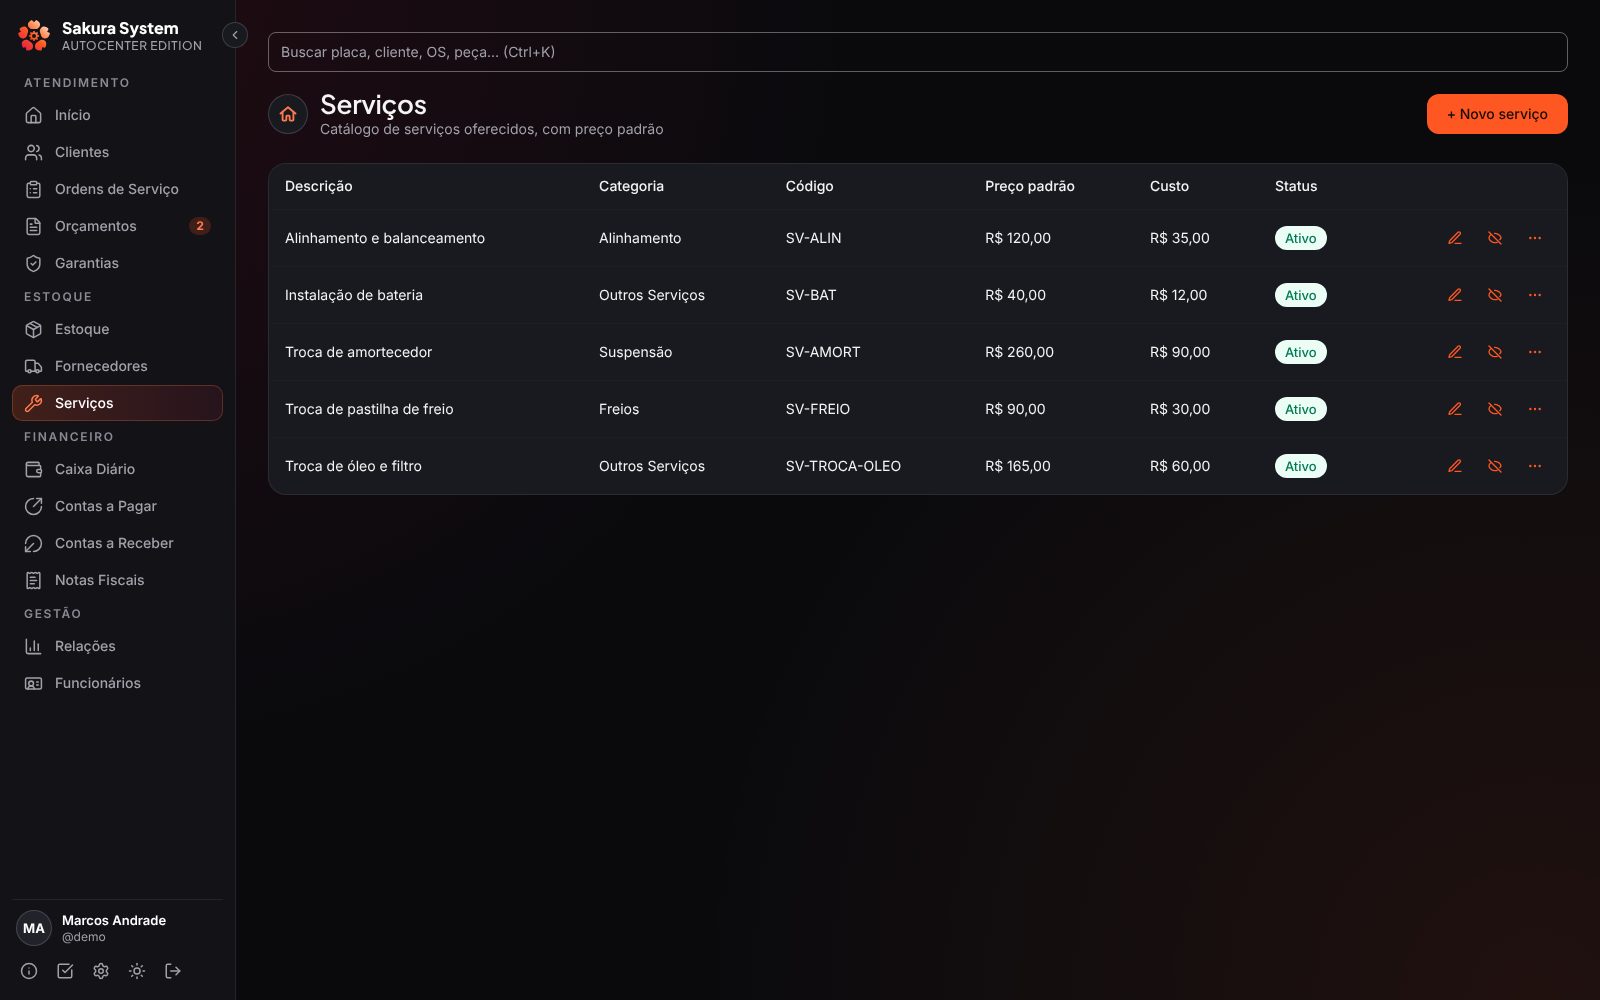 Sakura System
AUTOCENTER EDITION
ATENDIMENTO
Início
Clientes
Ordens de Serviço
Orçamentos 2
Garantias
ESTOQUE
Estoque
Fornecedores
Serviços
FINANCEIRO
Caixa Diário
Contas a Pagar
Contas a Receber
Notas Fiscais
GESTÃO
Relações
Funcionários
MA
Marcos Andrade
@demo
Buscar placa, cliente, OS, peça... (Ctrl+K)
Serviços
Catálogo de serviços oferecidos, com preço padrão
+ Novo serviço
Descrição Categoria Código Preço padrão Custo Status
Alinhamento e balanceamento Alinhamento SV-ALIN R$ 120,00 R$ 35,00 Ativo
Instalação de bateria Outros Serviços SV-BAT R$ 40,00 R$ 12,00 Ativo
Troca de amortecedor Suspensão SV-AMORT R$ 260,00 R$ 90,00 Ativo
Troca de pastilha de freio Freios SV-FREIO R$ 90,00 R$ 30,00 Ativo
Troca de óleo e filtro Outros Serviços SV-TROCA-OLEO R$ 165,00 R$ 60,00 Ativo